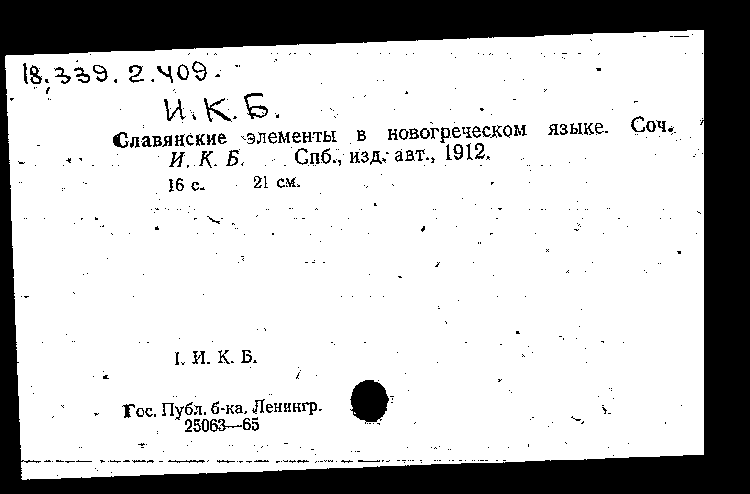 18.339.2.409.
И. К. Б.
Славянские элементы в новогреческом языке. Соч.
И. К. Б. Спб., изд. авт., 1912.
16 с. 21 см.
I. И. К. Б.
Гос. Публ. б-ка. Ленингр.
25063—65